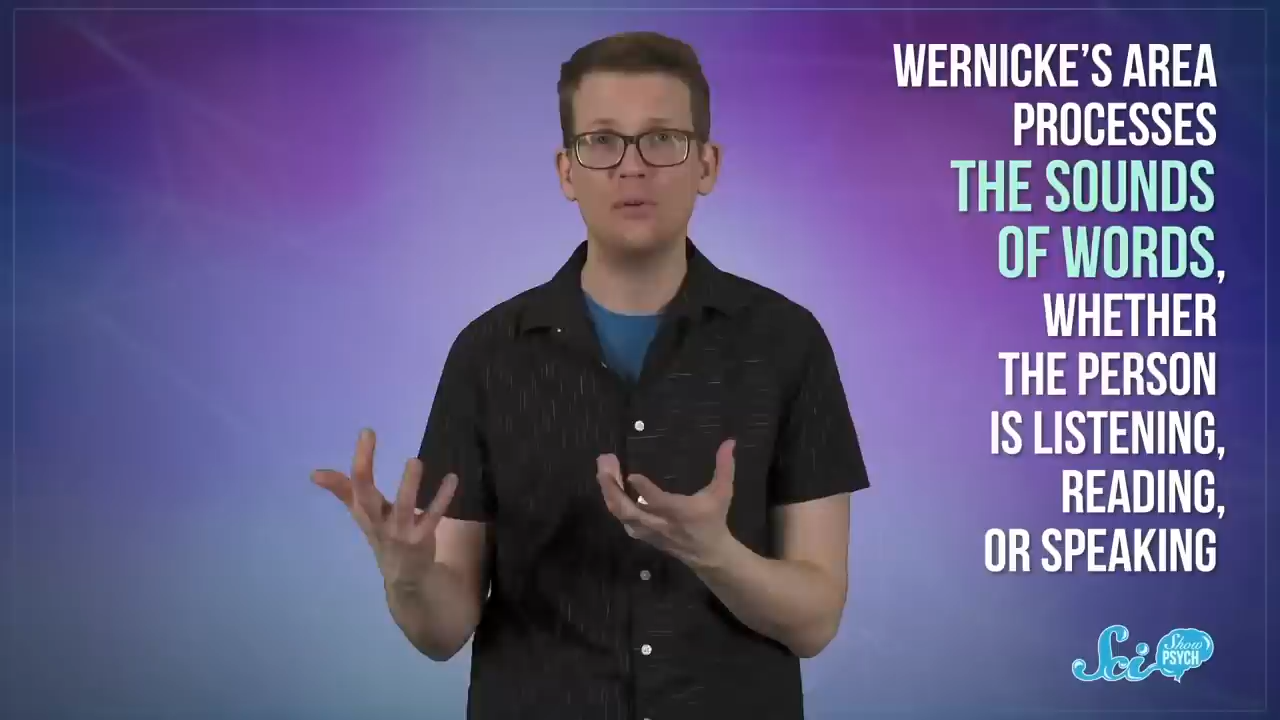 WERNICKE'S AREA
PROCESSES
THE SOUNDS
OF WORDS,
WHETHER
THE PERSON
IS LISTENING,
READING,
OR SPEAKING
Sci Show
PSYCH